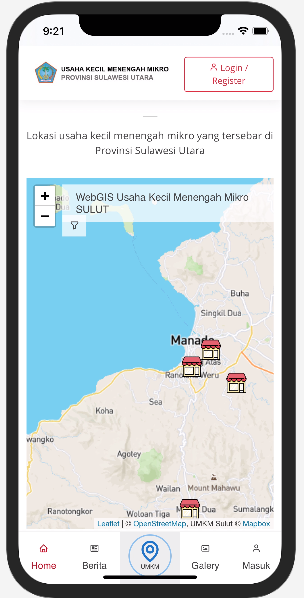 9:21
USAHA KECIL MENENGAH MIKRO
PROVINSI SULAWESI UTARA
Login /
Register
Lokasi usaha kecil menengah mikro yang tersebar di
Provinsi Sulawesi Utara
+
−
WebGIS Usaha Kecil Menengah Mikro
SULUT
Buha
Singkil Dua
Manado
Atas
Weru
Sea
Koha
wangko
Agotey
Wailan
Mount Mahawu
Ranotongkor
Woloan Tiga
Dua
Sumalangk
Leaflet | © OpenStreetMap, UMKM Sulut © Mapbox
Home
Berita
UMKM
Galery
Masuk